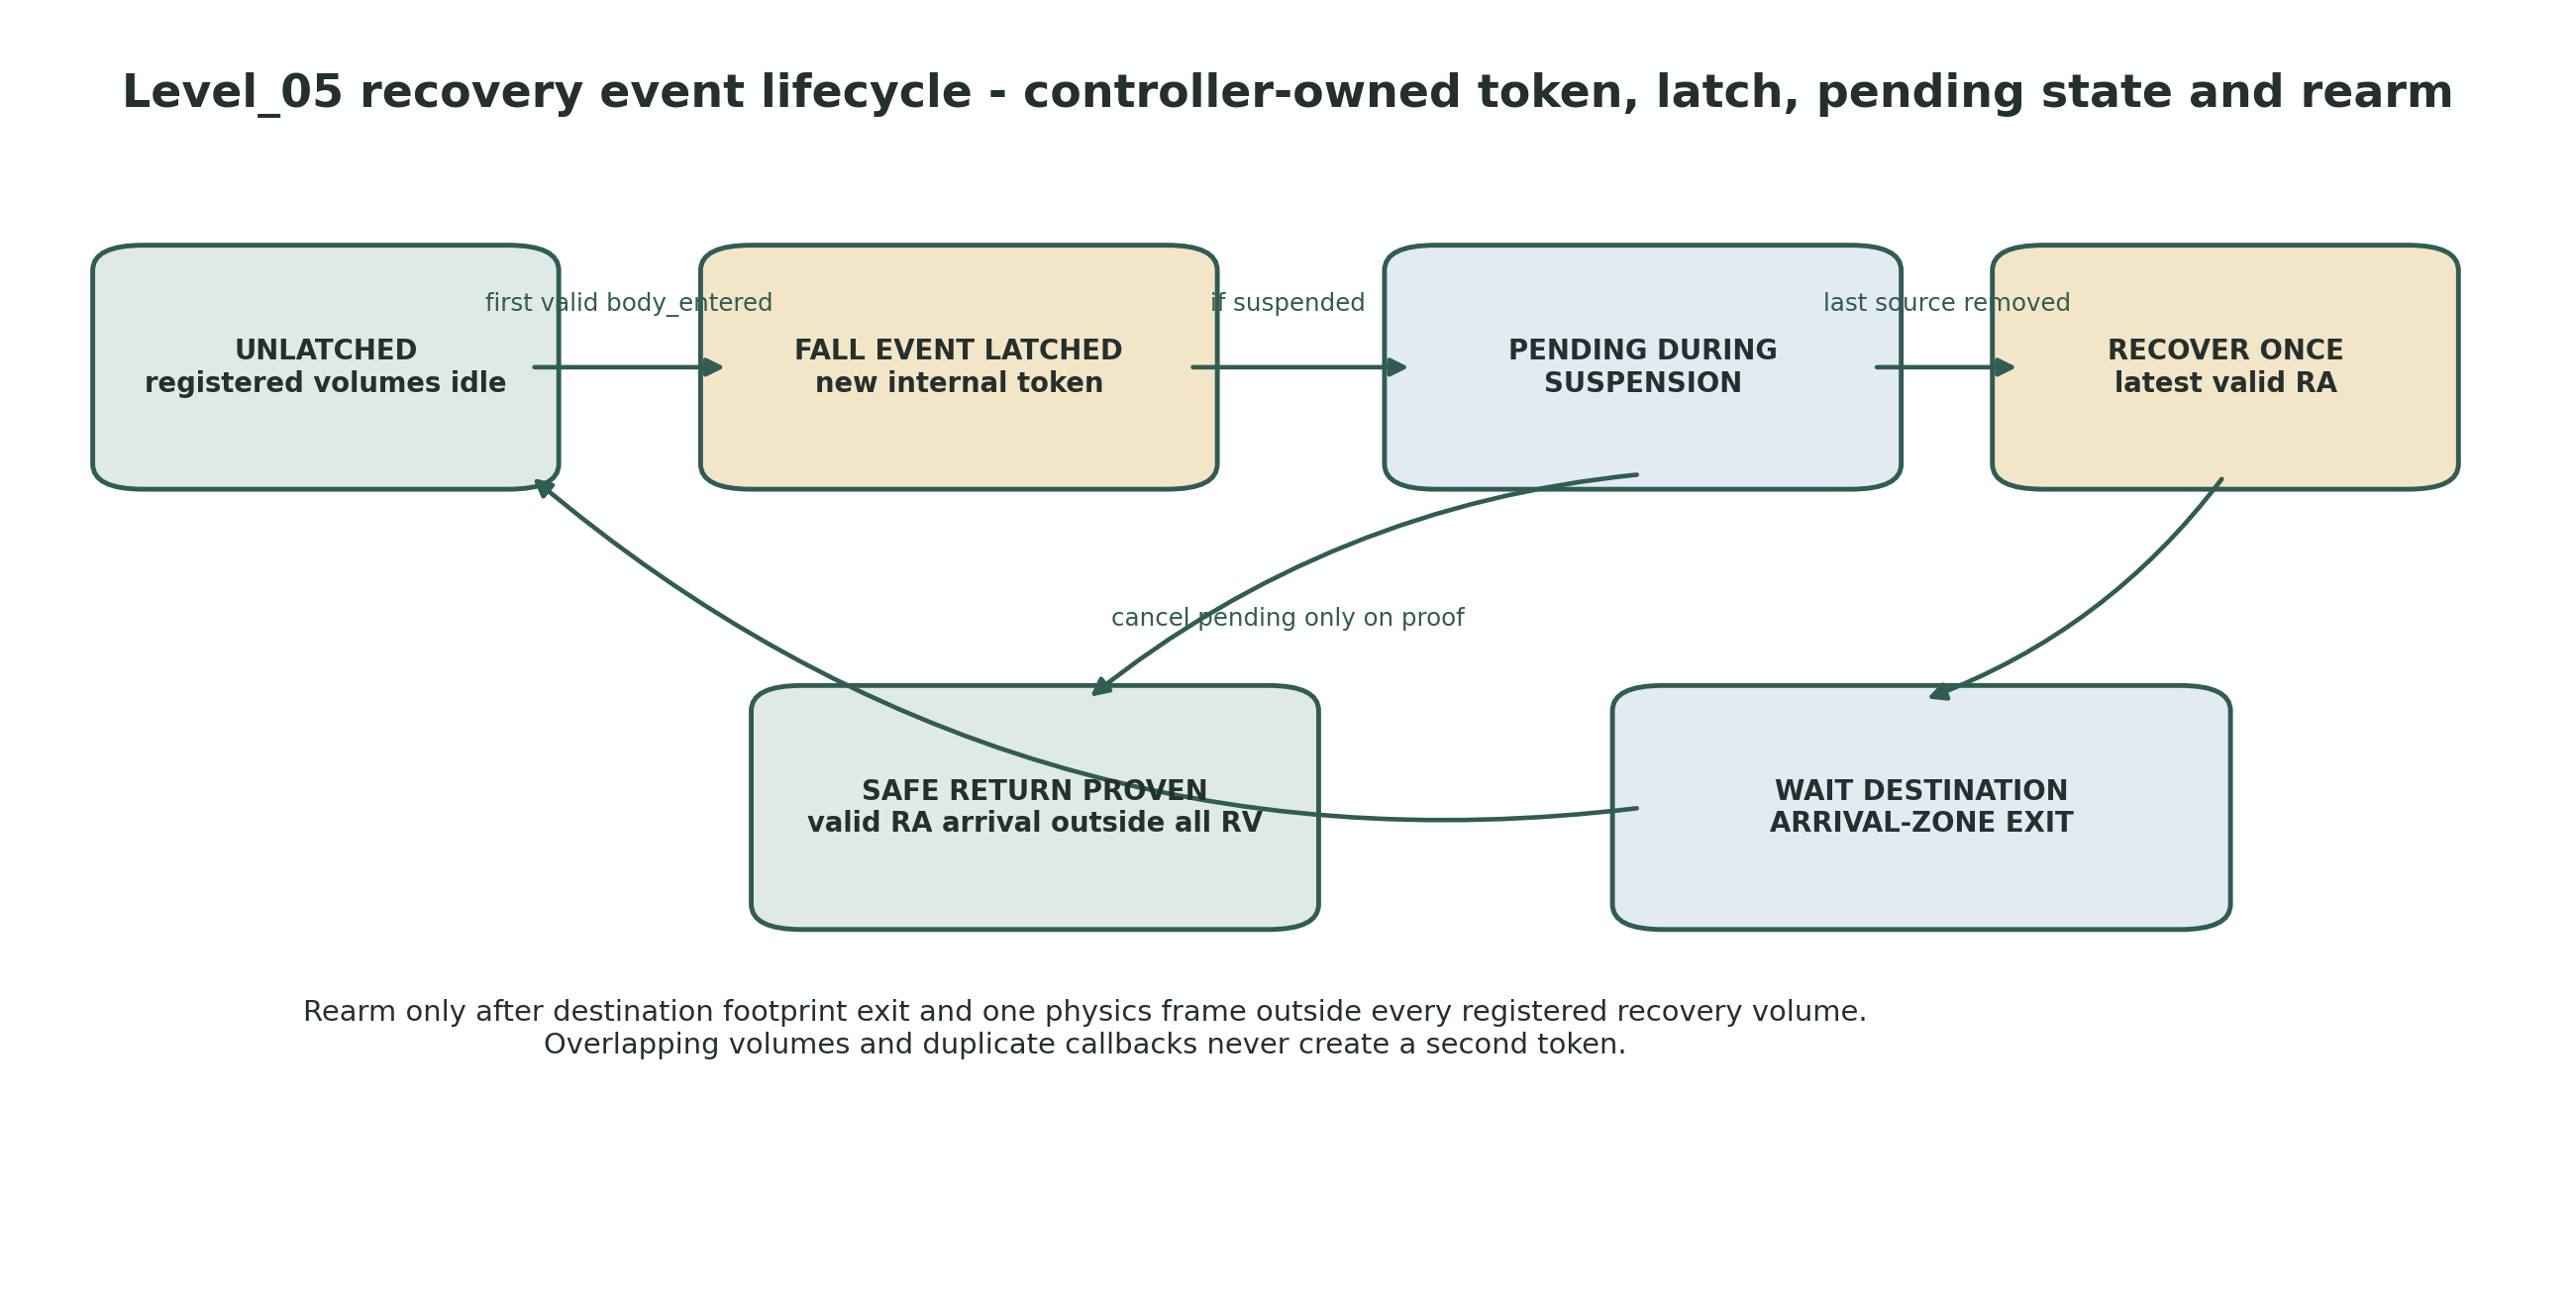 Level_05 recovery event lifecycle - controller-owned token, latch, pending state and rearm
first valid body_entered
if suspended
last source removed
UNLATCHED
registered volumes idle
FALL EVENT LATCHED
new internal token
PENDING DURING
SUSPENSION
RECOVER ONCE
latest valid RA
cancel pending only on proof
SAFE RETURN PROVEN
valid RA arrival outside all RV
WAIT DESTINATION
ARRIVAL-ZONE EXIT
Rearm only after destination footprint exit and one physics frame outside every registered recovery volume.
Overlapping volumes and duplicate callbacks never create a second token.